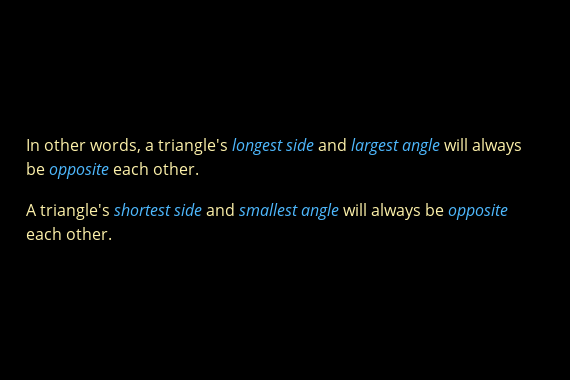 In other words, a triangle's longest side and largest angle will always
be opposite each other.
A triangle's shortest side and smallest angle will always be opposite
each other.